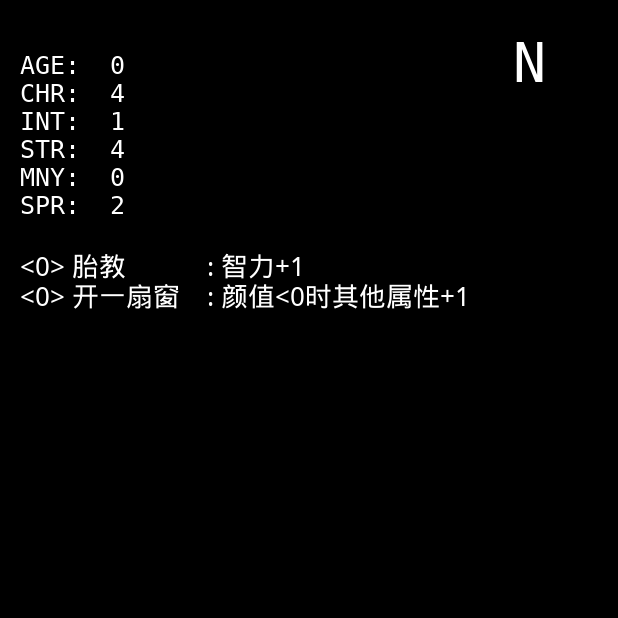 N
AGE: 0
CHR: 4
INT: 1
STR: 4
MNY: 0
SPR: 2
<0> 胎教 : 智力+1
<0> 开一扇窗 : 颜值<0时其他属性+1